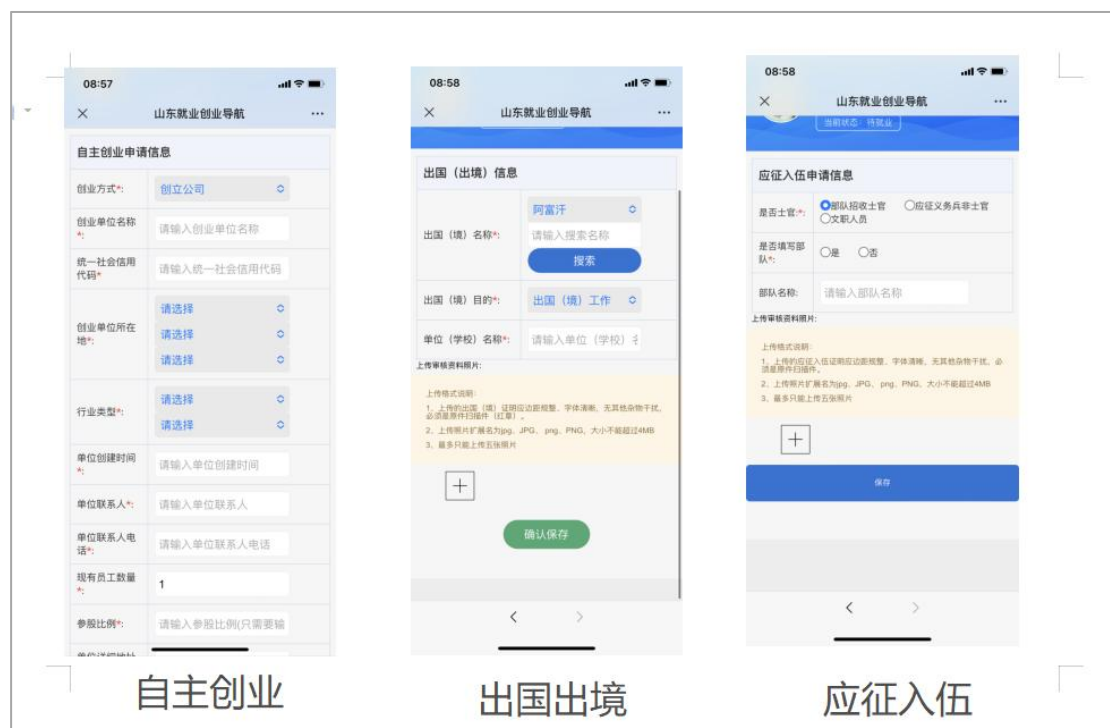 08:57
山东就业创业导航
自主创业申请信息
创业方式*:
创立公司
创业单位名称
*:
请输入创业单位名称
统一社会信用
代码*
请输入统一社会信用代码
创业单位所在
地*:
请选择
请选择
请选择
行业类型*:
请选择
请选择
单位创建时间
*:
请输入单位创建时间
单位联系人*:
请输入单位联系人
单位联系人电
话*:
请输入单位联系人电话
现有员工数量
*:
1
参股比例*:
请输入参股比例(只需要输
自主创业
08:58
山东就业创业导航
出国（出境）信息
出国（境）名称*:
阿富汗
请输入搜索名称
搜索
出国（境）目的*:
出国（境）工作
单位（学校）名称*:
请输入单位（学校）名
上传审核资料照片:
上传格式说明:
1、上传的出国（境）证明应边距规整、字体清晰、无其他杂物干扰，
必须是原件扫描件（红章）。
2、上传照片扩展名为jpg、JPG、png、PNG，大小不能超过4MB
3、最多只能上传五张照片
确认保存
出国出境
08:58
山东就业创业导航
当前状态：待就业
应征入伍申请信息
是否士官:*:
部队招收士官 应征义务兵非士官
文职人员
是否填写部
队*:
是 否
部队名称:
请输入部队名称
上传审核资料照片:
上传格式说明:
1、上传的应征入伍证明应边距规整、字体清晰、无其他杂物干扰，必
须是原件扫描件。
2、上传照片扩展名为jpg、JPG、png、PNG，大小不能超过4MB
3、最多只能上传五张照片
保存
应征入伍